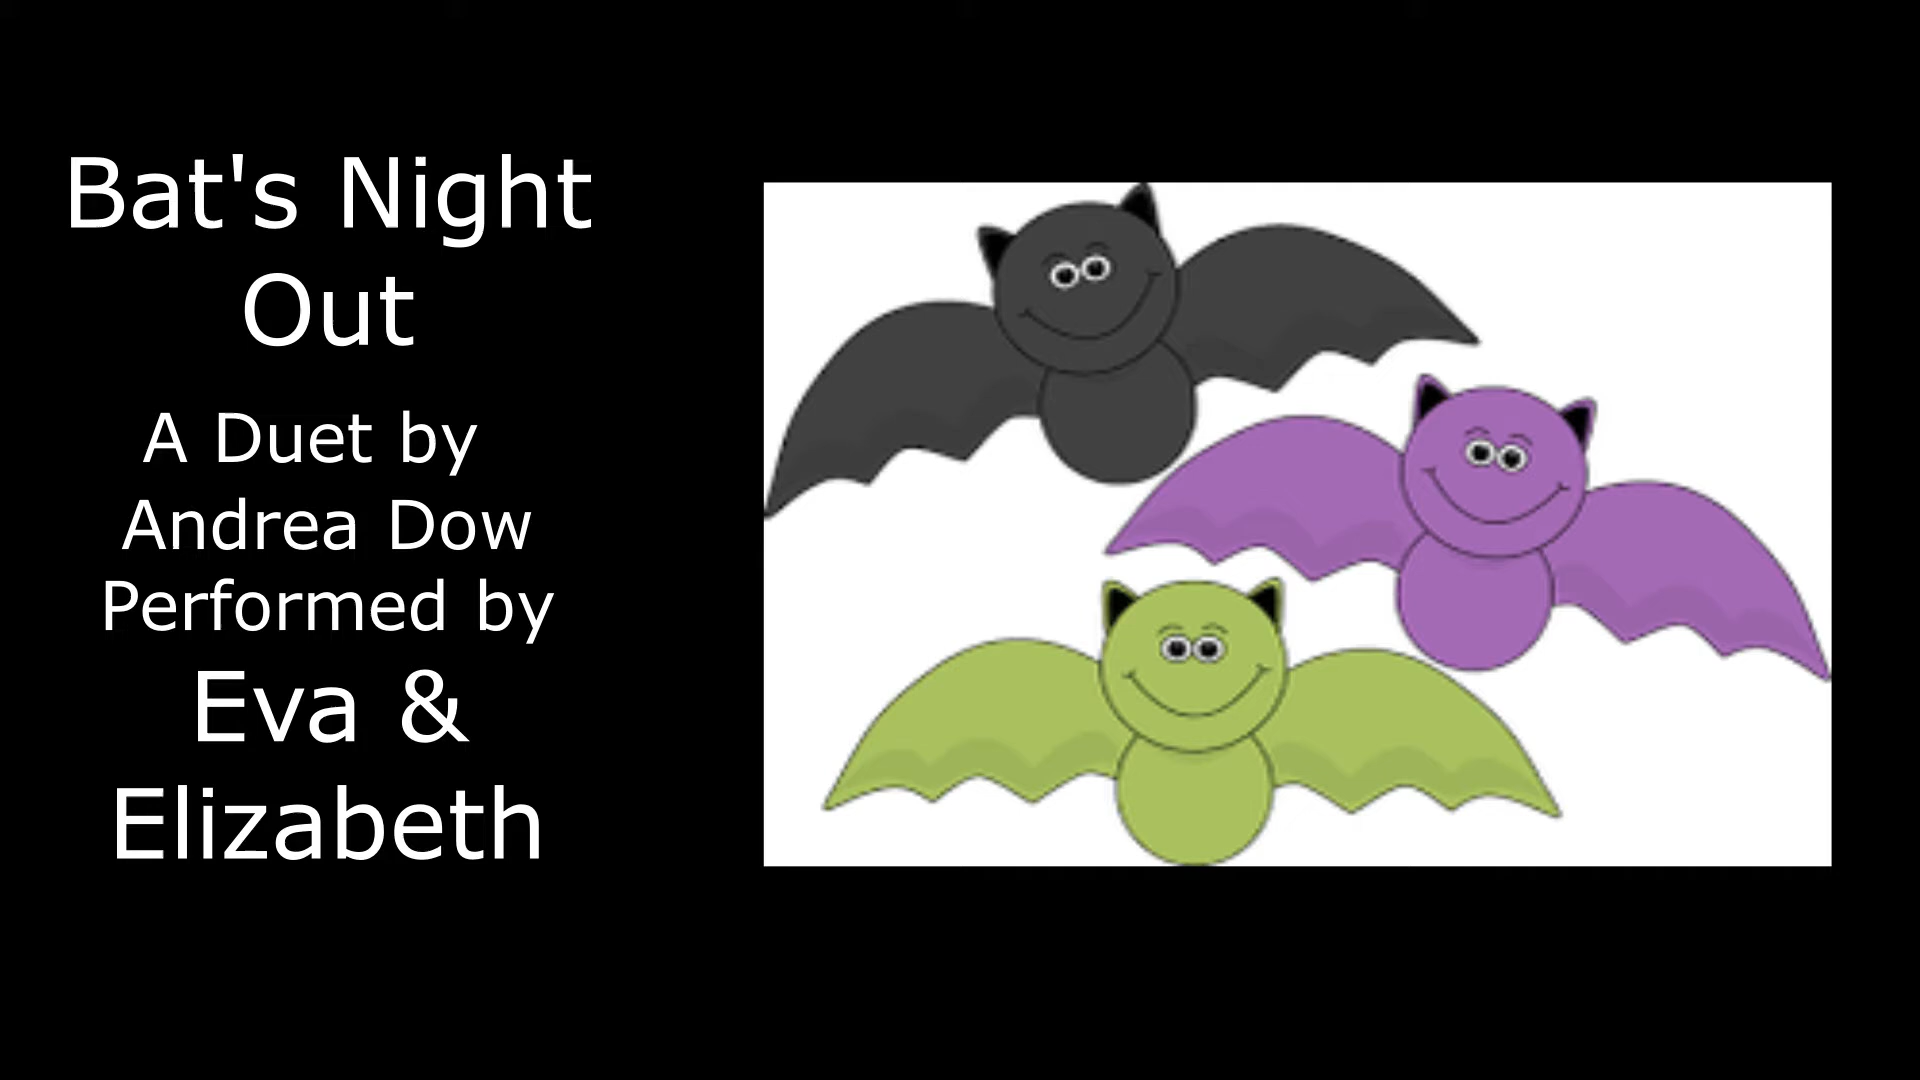 Bat's Night
Out
A Duet by
Andrea Dow
Performed by
Eva &
Elizabeth